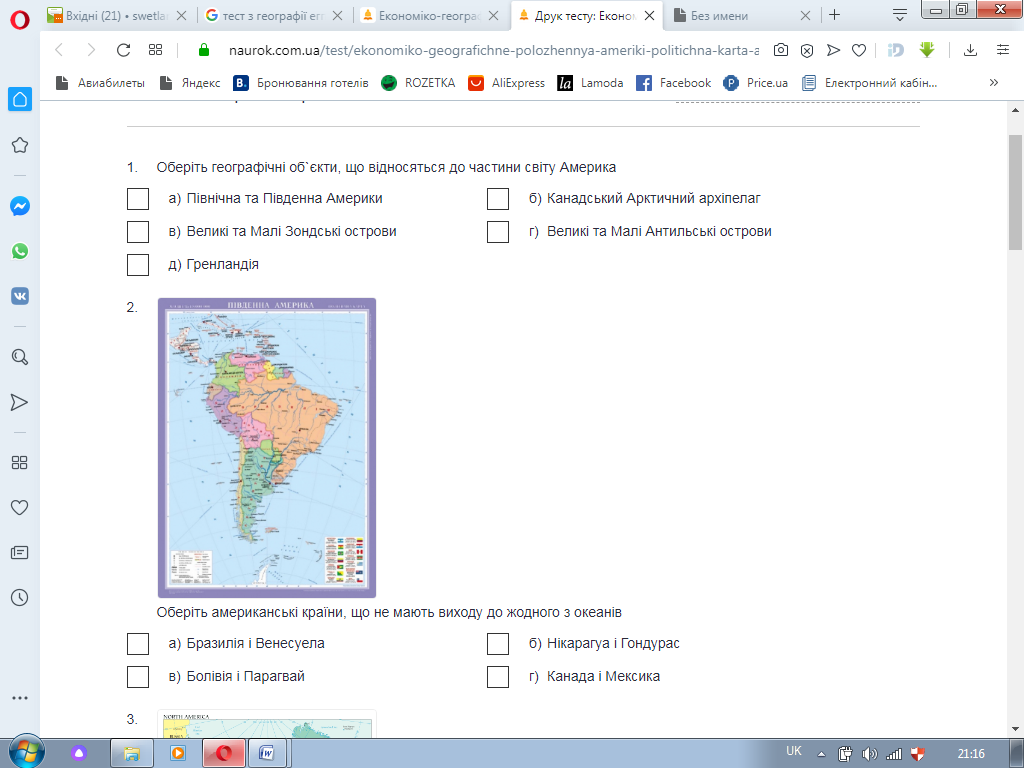 Вхідні (21) • swetlar
тест з географії ег
Економіко-геогра
Друк тесту: Еконо
Без имени
naurok.com.ua/test/ekonomiko-geografichne-polozhennya-ameriki-politichna-karta-a
Авиабилеты Яндекс B. Бронювання готелів ROZETKA AliExpress la Lamoda Facebook P Price.ua Електронний кабін... »
1. Оберіть географічні об`єкти, що відносяться до частини світу Америка
а) Північна та Південна Америки
б) Канадський Арктичний архіпелаг
в) Великі та Малі Зондські острови
г) Великі та Малі Антильські острови
д) Гренландія
2.
ПІВДЕННА АМЕРИКА
Оберіть американські країни, що не мають виходу до жодного з океанів
а) Бразилія і Венесуела
б) Нікарагуа і Гондурас
в) Болівія і Парагвай
г) Канада і Мексика
3.
NORTH AMERICA
UK
21:16